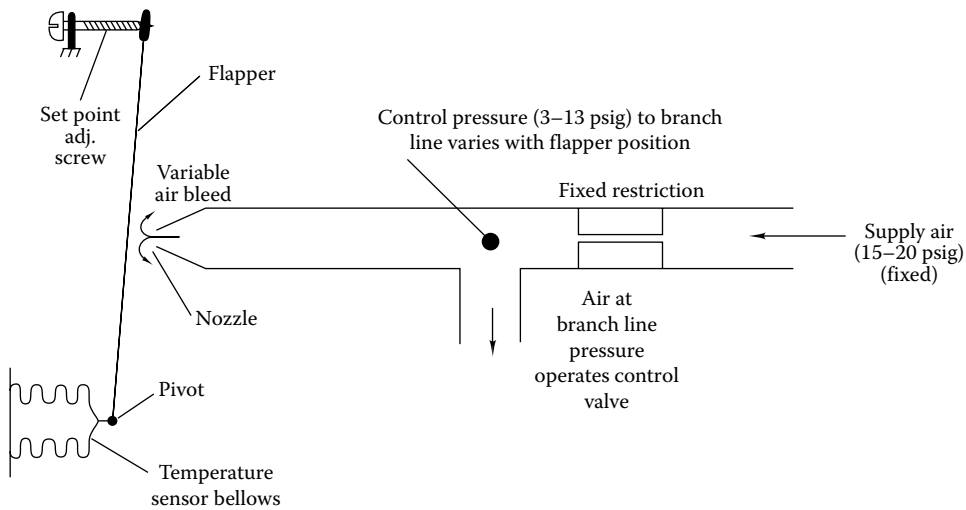 Flapper
Set point
adj.
screw
Control pressure (3–13 psig) to branch
line varies with flapper position
Variable
air bleed
Fixed restriction
Supply air
(15–20 psig)
(fixed)
Nozzle
Air at
branch line
pressure
operates control
valve
Pivot
Temperature
sensor bellows